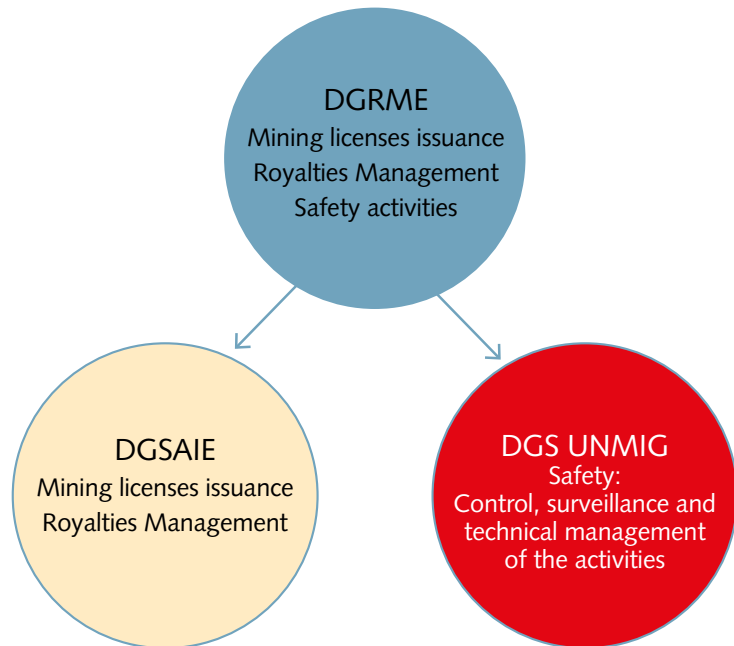 DGRME
Mining licenses issuance
Royalties Management
Safety activities
DGSAIE
Mining licenses issuance
Royalties Management
DGS UNMIG
Safety:
Control, surveillance and
technical management
of the activities